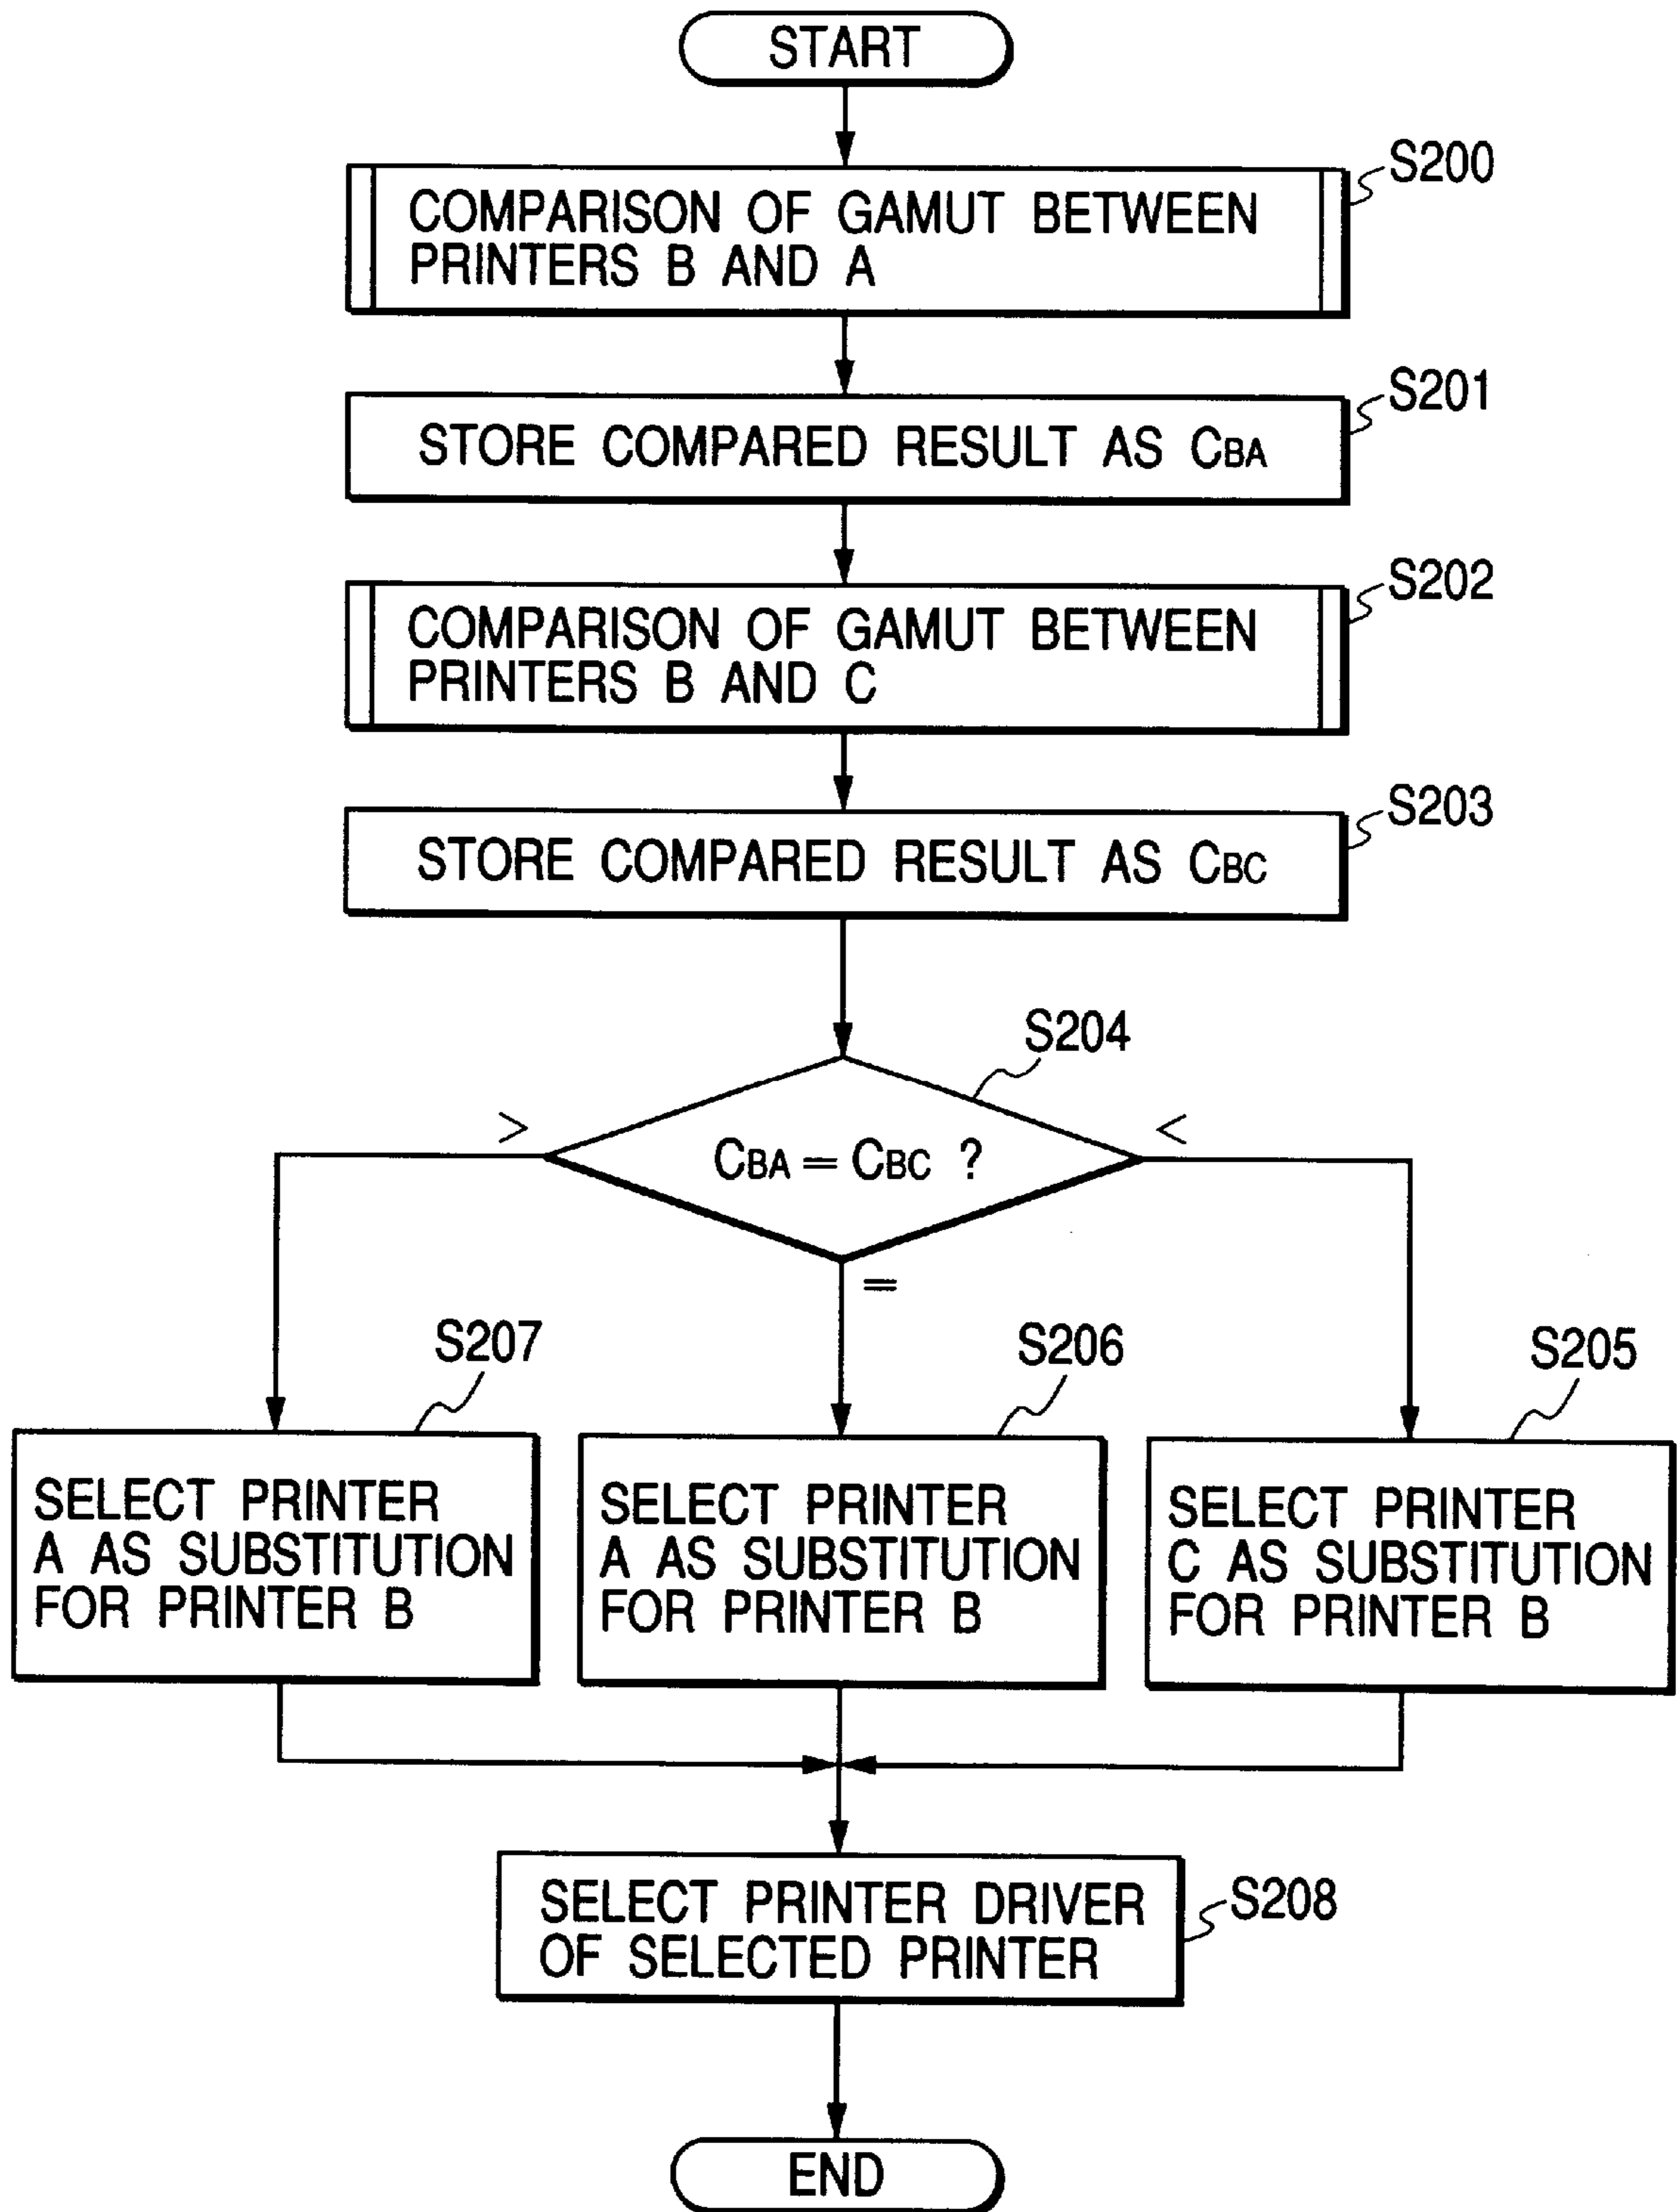 START
S200
COMPARISON OF GAMUT BETWEEN
PRINTERS B AND A
S201
STORE COMPARED RESULT AS CBA
S202
COMPARISON OF GAMUT BETWEEN
PRINTERS B AND C
S203
STORE COMPARED RESULT AS CBC
S204
>
<
CBA = CBC ?
=
S207
SELECT PRINTER
A AS SUBSTITUTION
FOR PRINTER B
S206
SELECT PRINTER
A AS SUBSTITUTION
FOR PRINTER B
S205
SELECT PRINTER
C AS SUBSTITUTION
FOR PRINTER B
SELECT PRINTER DRIVER
OF SELECTED PRINTER
S208
END